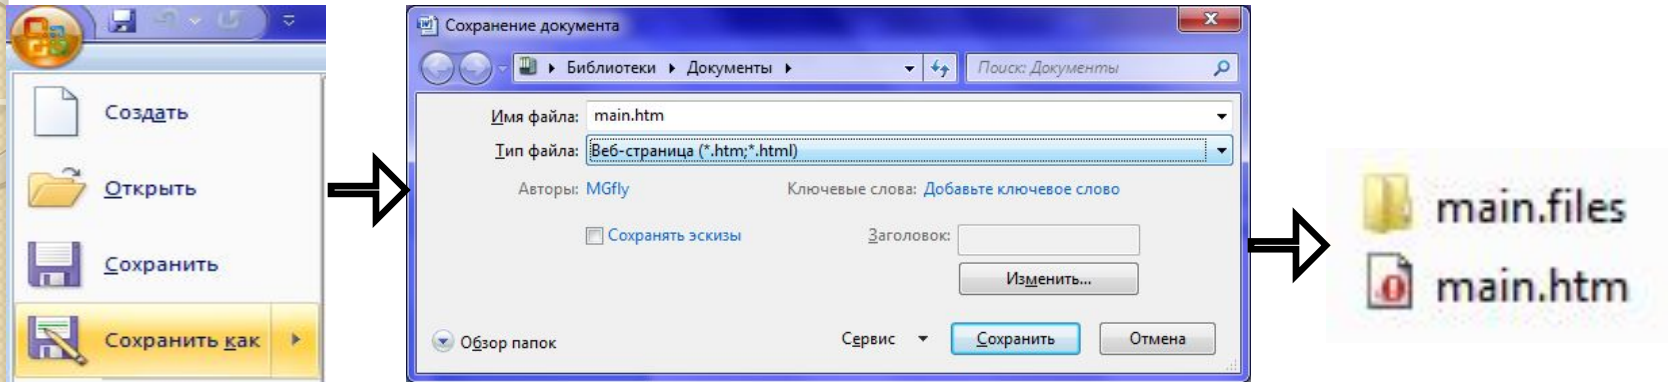 Создать
Открыть
Сохранить
Сохранить как
Сохранение документа
Библиотеки Документы
Поиск: Документы
Имя файла: main.htm
Тип файла: Веб-страница (*.htm;*.html)
Авторы: MGfly Ключевые слова: Добавьте ключевое слово
Сохранять эскизы Заголовок:
Изменить...
Обзор папок Сервис Сохранить Отмена
main.files
main.htm